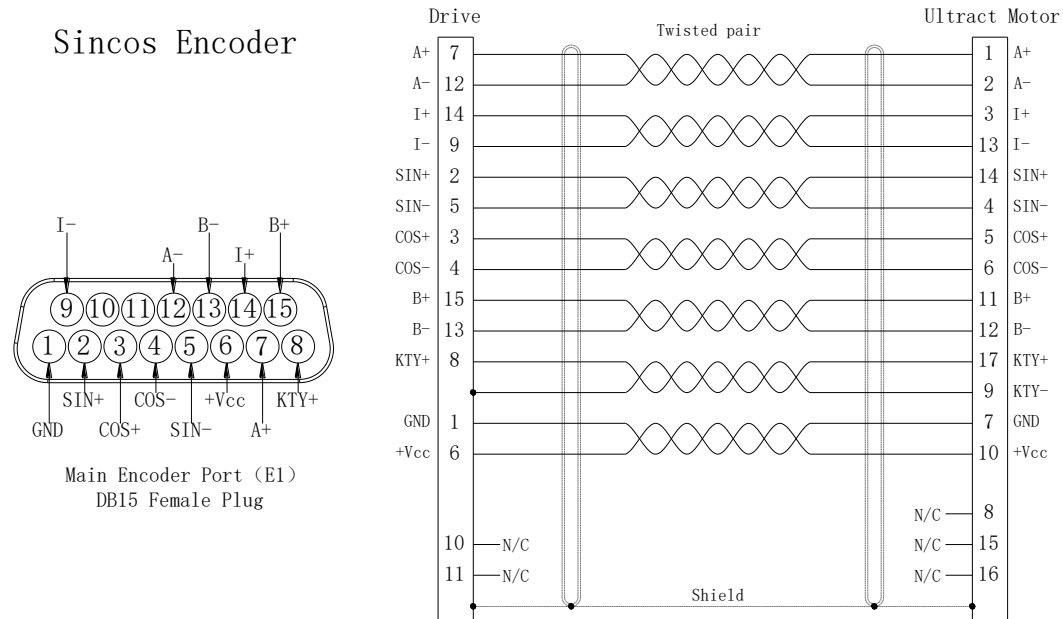 Sincos Encoder
I-
B-
B+
A-
I+
9 10 11 12 13 14 15
1 2 3 4 5 6 7 8
SIN+ COS- +Vcc KTY+
GND COS+ SIN- A+
Main Encoder Port (E1)
DB15 Female Plug
Drive
Twisted pair
Ultract Motor
A+ 7 1 A+
A- 12 2 A-
I+ 14 3 I+
I- 9 13 I-
SIN+ 2 14 SIN+
SIN- 5 4 SIN-
COS+ 3 5 COS+
COS- 4 6 COS-
B+ 15 11 B+
B- 13 12 B-
KTY+ 8 17 KTY+
9 KTY-
GND 1 7 GND
+Vcc 6 10 +Vcc
N/C 8
10 N/C N/C 15
11 N/C N/C 16
Shield